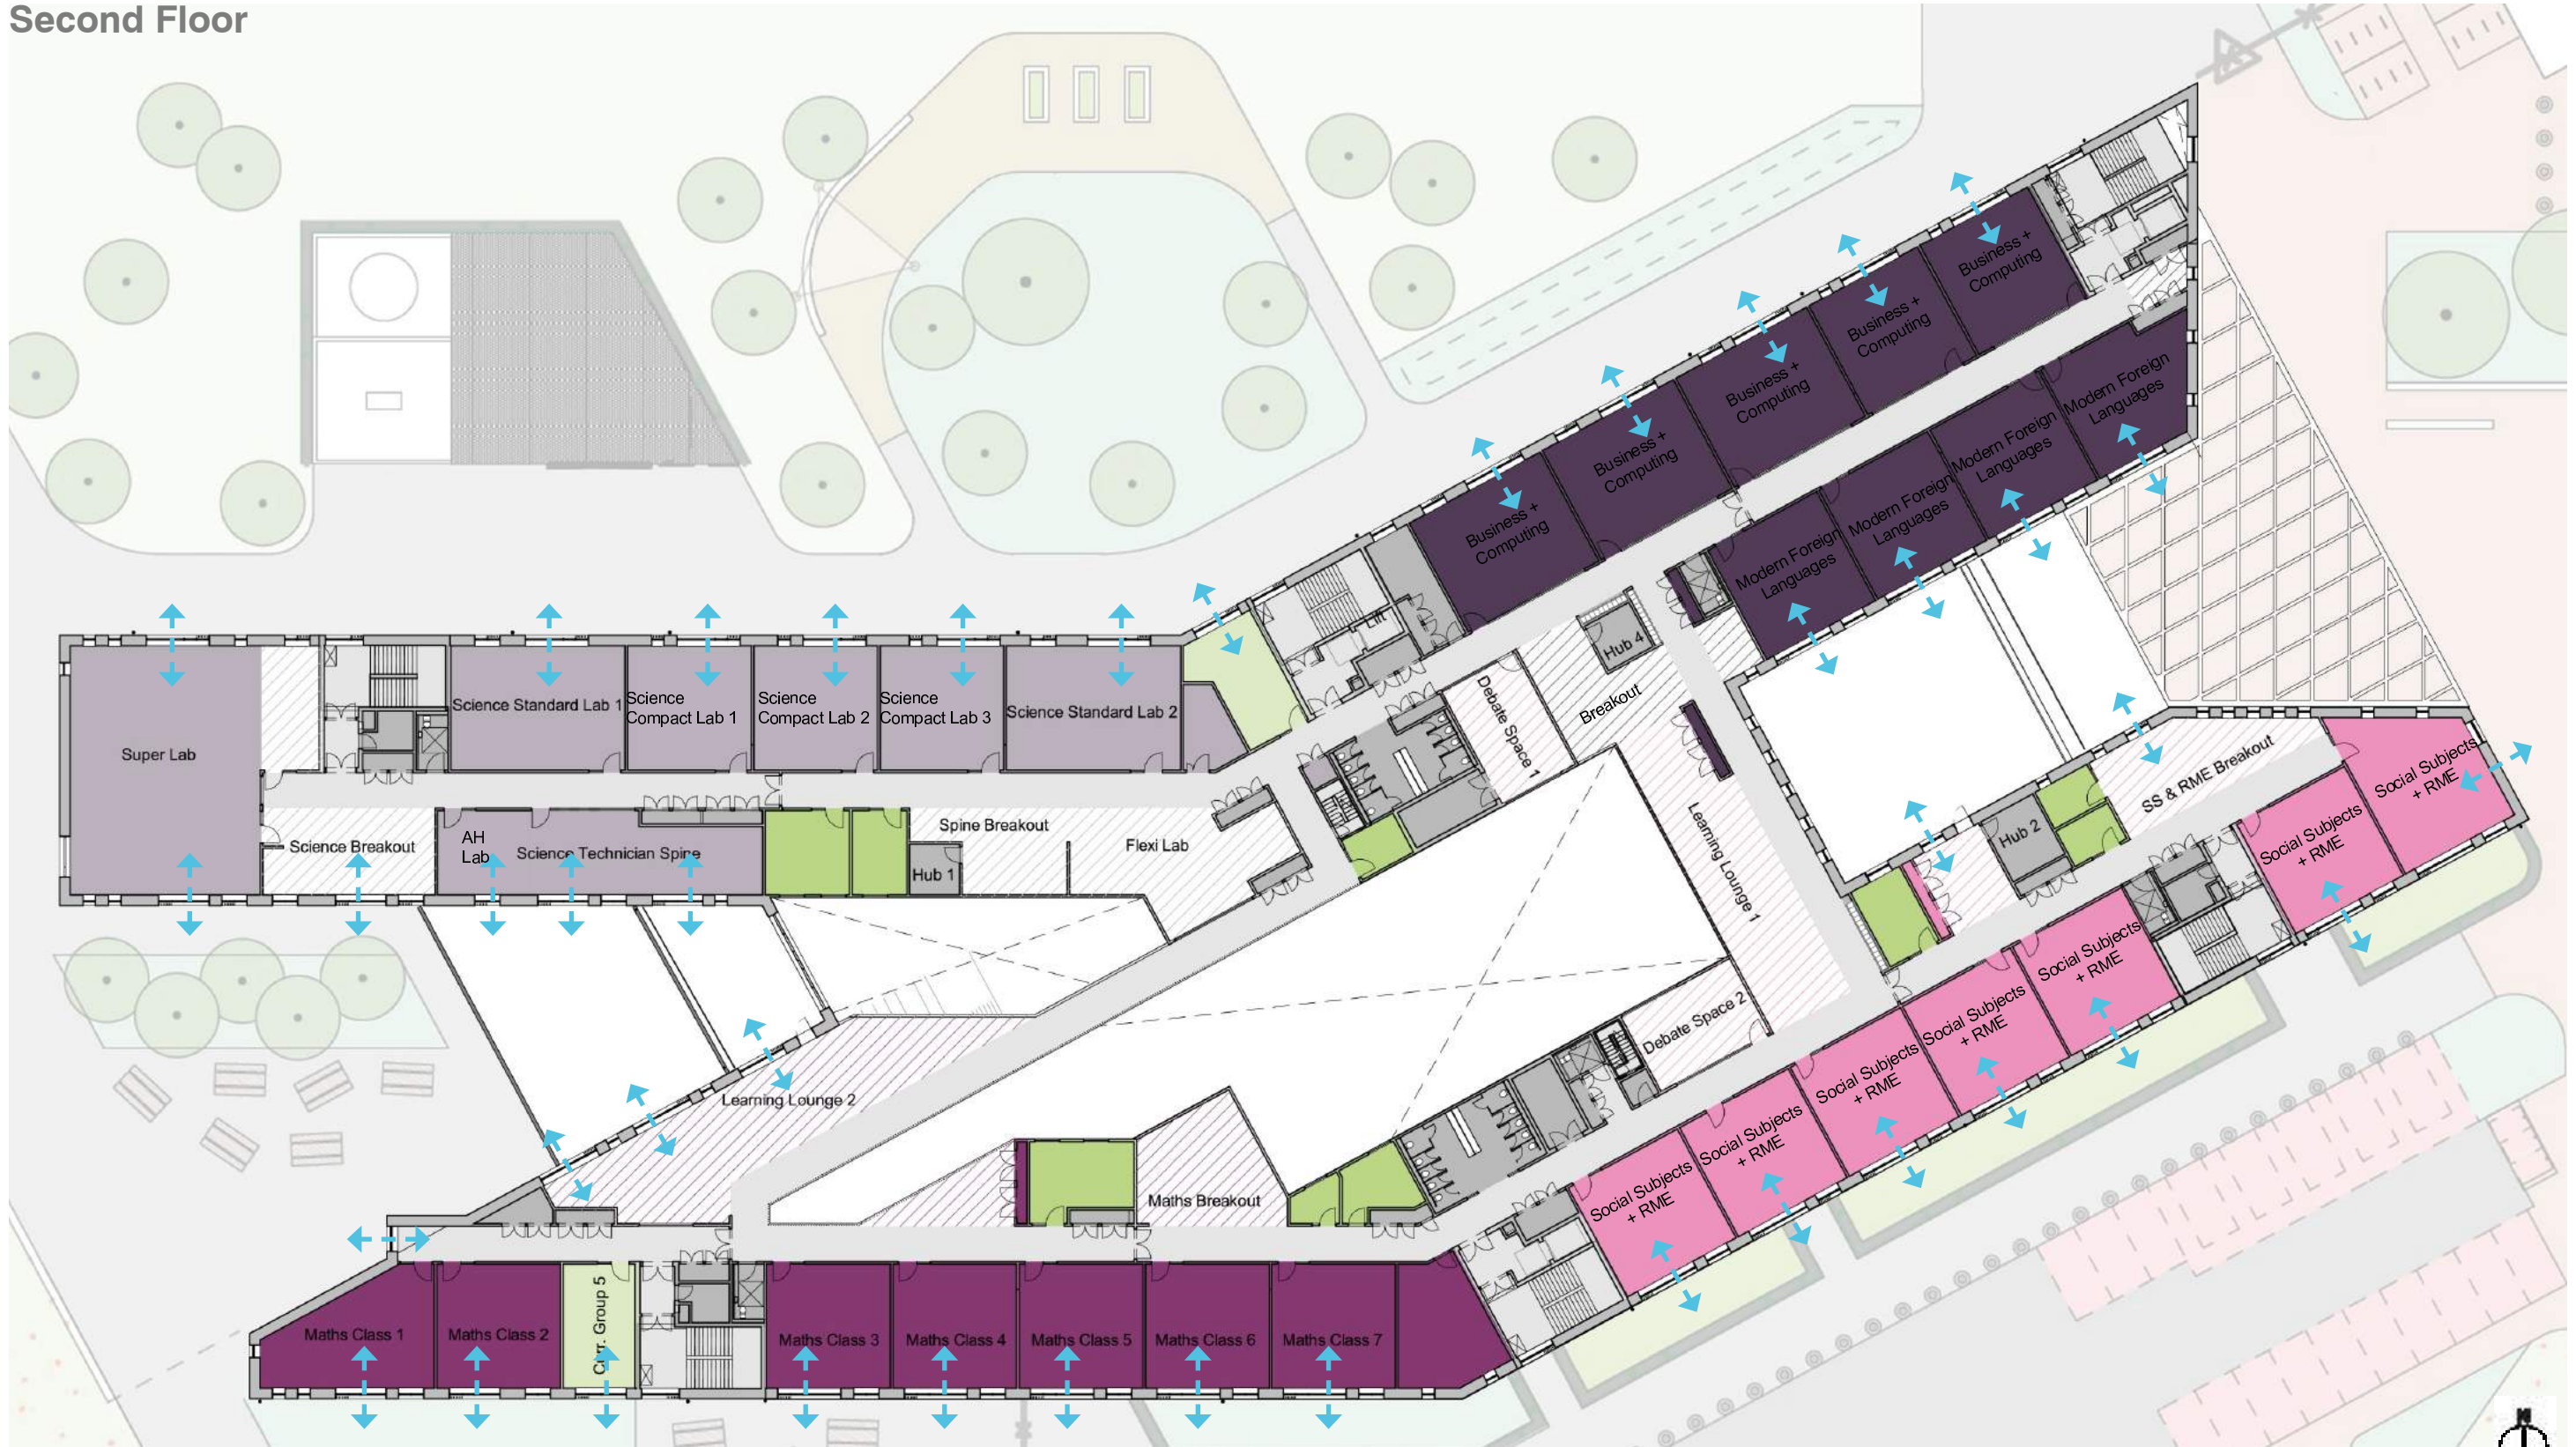 Second Floor
Business +
Computing
Business +
Computing
Business +
Computing
Business +
Computing
Business +
Computing
Modern Foreign
Languages
Modern Foreign
Languages
Modern Foreign
Languages
Modern Foreign
Languages
Lift
Hub 4
Debate Space 1
Breakout
Super Lab
Science Standard Lab 1
Science
Compact Lab 1
Science
Compact Lab 2
Science
Compact Lab 3
Science Standard Lab 2
Science Breakout
AH
Lab
Science Technician Spine
Spine Breakout
Hub 1
Flexi Lab
Learning Lounge 1
SS & RME Breakout
Hub 2
Social Subjects
+ RME
Social Subjects
+ RME
Social Subjects
+ RME
Social Subjects
+ RME
Social Subjects
+ RME
Social Subjects
+ RME
Social Subjects
+ RME
Debate Space 2
Learning Lounge 2
Maths Breakout
Maths Class 1
Maths Class 2
Curr. Group 5
Maths Class 3
Maths Class 4
Maths Class 5
Maths Class 6
Maths Class 7
N